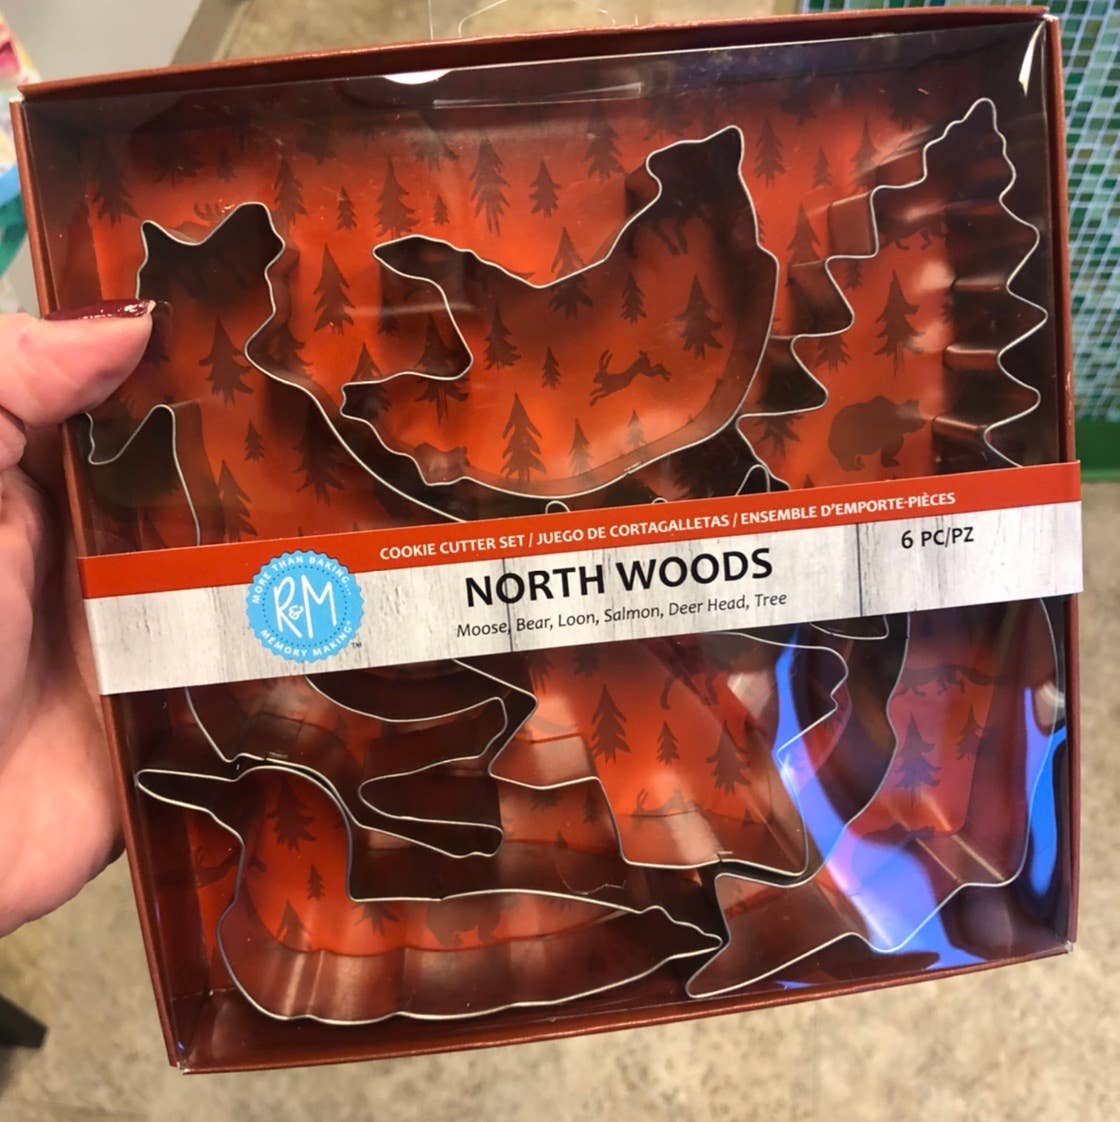 COOKIE CUTTER SET / JUEGO DE CORTAGALLETAS / ENSEMBLE D'EMPORTE-PIÈCES
NORTH WOODS
6 PC/PZ
Moose, Bear, Loon, Salmon, Deer Head, Tree
MORE THAN BAKING...
R&M
MEMORY MAKING
TM